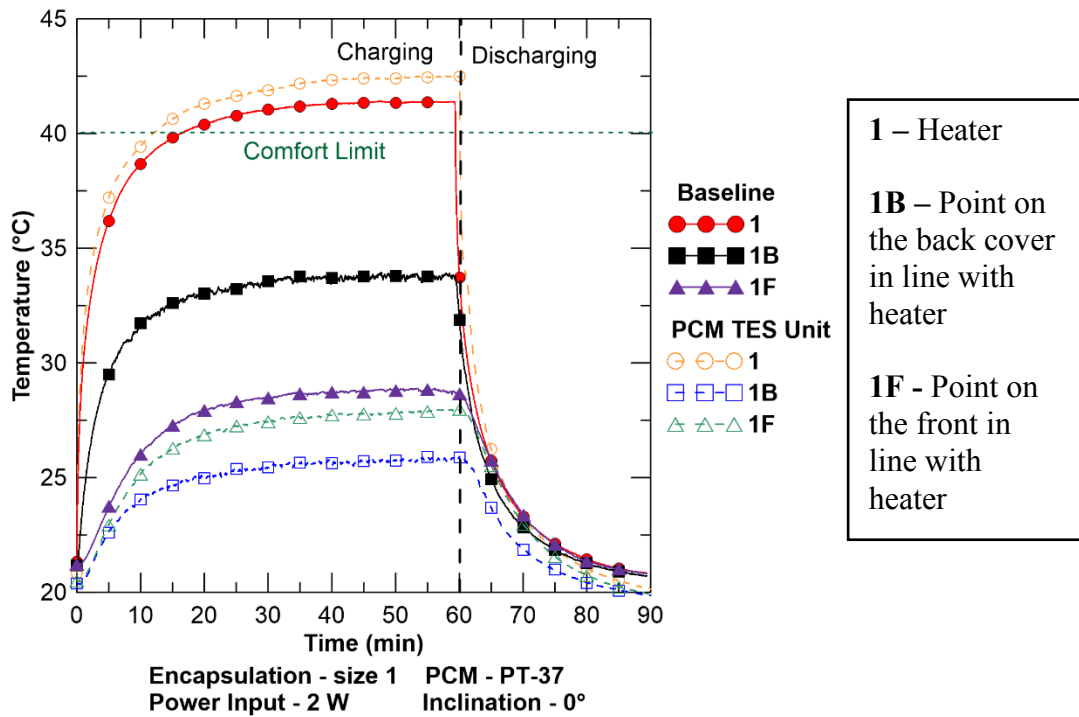 45
40
35
30
25
20
Temperature (°C)
Charging
Discharging
Comfort Limit
0 10 20 30 40 50 60 70 80 90
Time (min)
Encapsulation - size 1 PCM - PT-37
Power Input - 2 W Inclination - 0°
Baseline
1
1B
1F
PCM TES Unit
1
1B
1F
1 – Heater
1B – Point on
the back cover
in line with
heater
1F - Point on
the front in
line with
heater